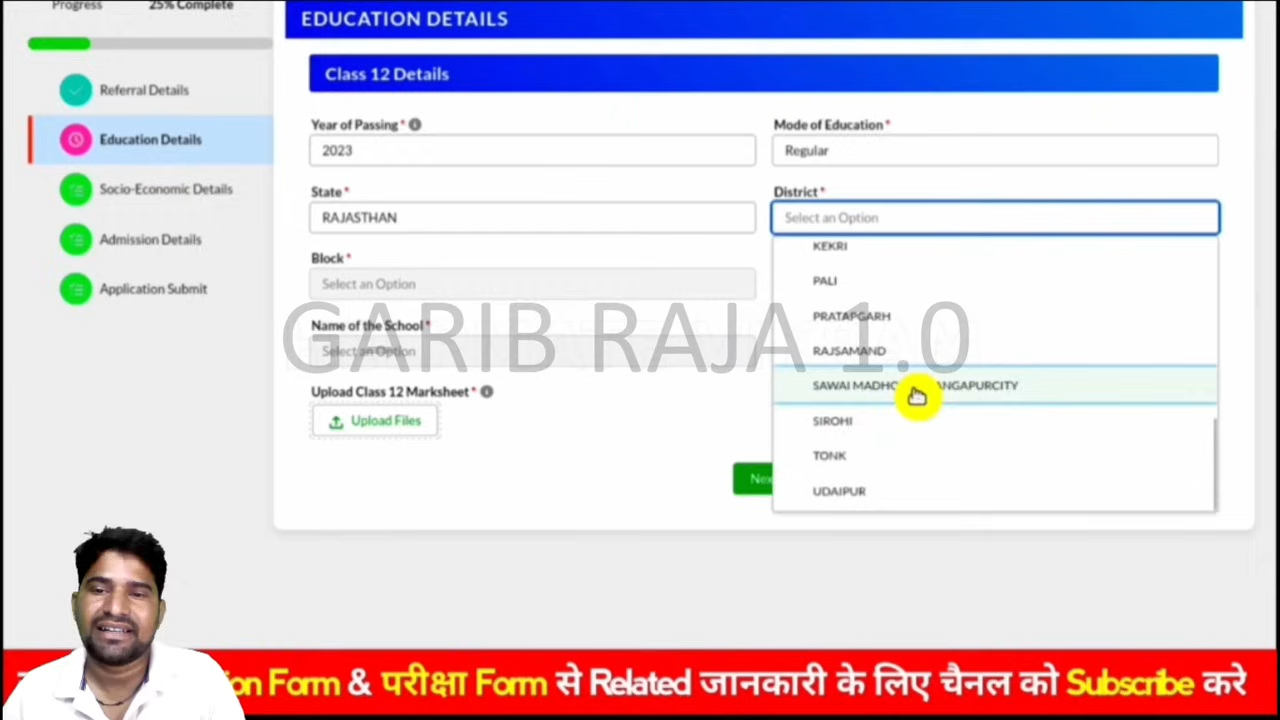 Progress 25% Complete
EDUCATION DETAILS
Class 12 Details
Referral Details
Education Details
Socio-Economic Details
Admission Details
Application Submit
Year of Passing *
Mode of Education *
2023
Regular
State *
District *
RAJASTHAN
Select an Option
Block *
Select an Option
Name of the School *
Select an Option
Upload Class 12 Marksheet *
Upload Files
KEKRI
PALI
PRATAPGARH
RAJSAMAND
SAWAI
SIROHI
TONK
UDAIPUR
GARIB RAJA 1.0
Form & परीक्षा Form से Related जानकारी के लिए चैनल को Subscribe करे